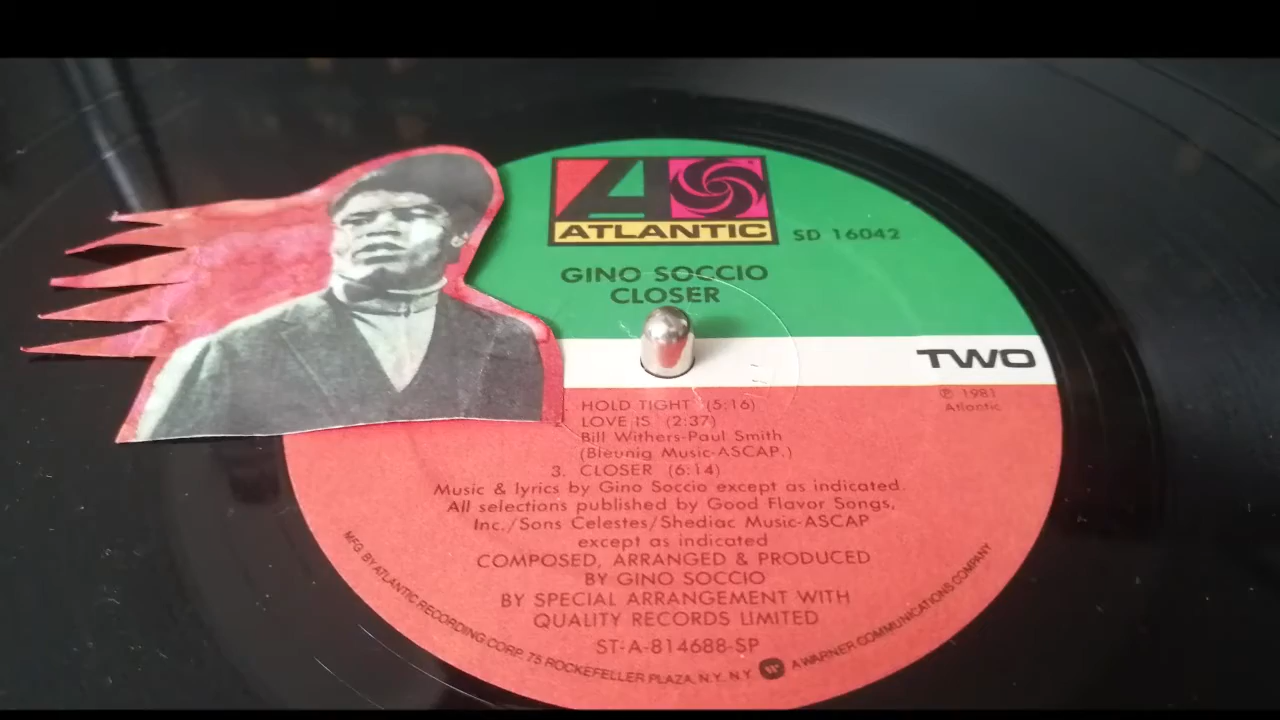 ATLANTIC
SD 16042
GINO SOCCIO
CLOSER
TWO
℗ 1981
Atlantic
HOLD TIGHT (5:16)
2. LOVE IS (2:37)
Bill Withers-Paul Smith
(Bleunig Music-ASCAP.)
3. CLOSER (6:14)
Music & lyrics by Gino Soccio except as indicated.
All selections published by Good Flavor Songs,
Inc./Sons Celestes/Shediac Music-ASCAP
except as indicated
COMPOSED, ARRANGED & PRODUCED
BY GINO SOCCIO
BY SPECIAL ARRANGEMENT WITH
QUALITY RECORDS LIMITED
ST-A-814688-SP
MFG. BY ATLANTIC RECORDING CORP. 75 ROCKEFELLER PLAZA, N.Y. N.Y. A WARNER COMMUNICATIONS COMPANY